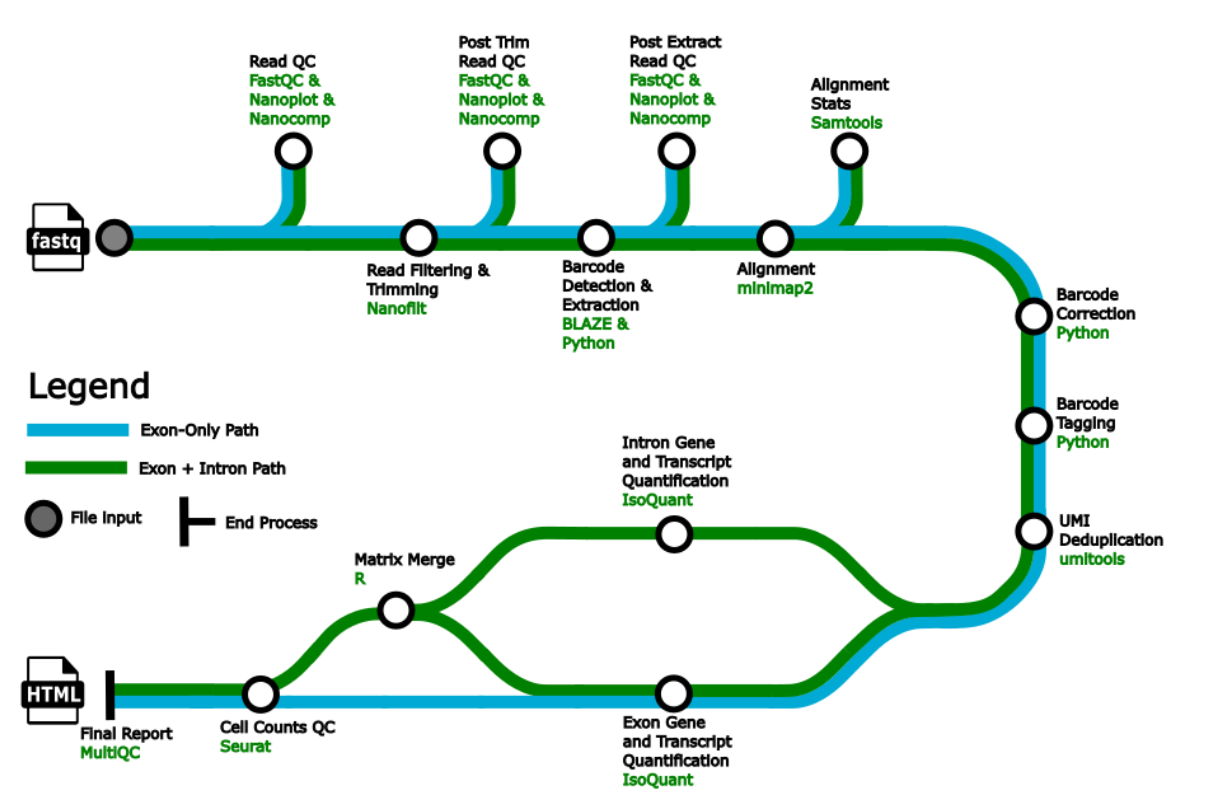 Read QC
FastQC &
Nanoplot &
Nanocomp
Post Trim
Read QC
FastQC &
Nanoplot &
Nanocomp
Post Extract
Read QC
FastQC &
Nanoplot &
Nanocomp
Alignment
Stats
Samtools
fastq
Read Filtering &
Trimming
Nanofilt
Barcode
Detection &
Extraction
BLAZE &
Python
Alignment
minimap2
Barcode
Correction
Python
Barcode
Tagging
Python
UMI
Deduplication
umitools
Legend
Exon-Only Path
Exon + Intron Path
File input
End Process
Intron Gene
and Transcript
Quantification
IsoQuant
Matrix Merge
R
HTML
Final Report
MultiQC
Cell Counts QC
Seurat
Exon Gene
and Transcript
Quantification
IsoQuant